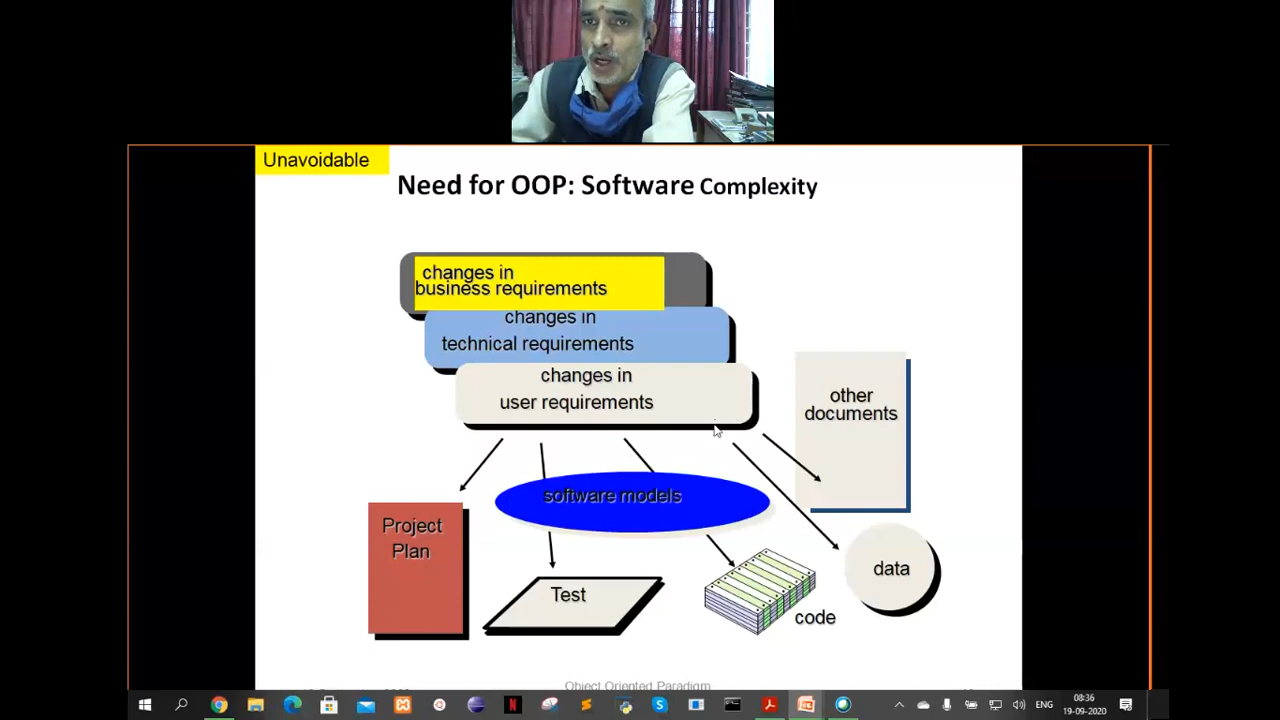 Unavoidable
Need for OOP: Software Complexity
changes in
business requirements
changes in
technical requirements
changes in
user requirements
other
documents
software models
Project
Plan
Test
code
data
Object Oriented Paradigm
ENG
08:36
19-09-2020